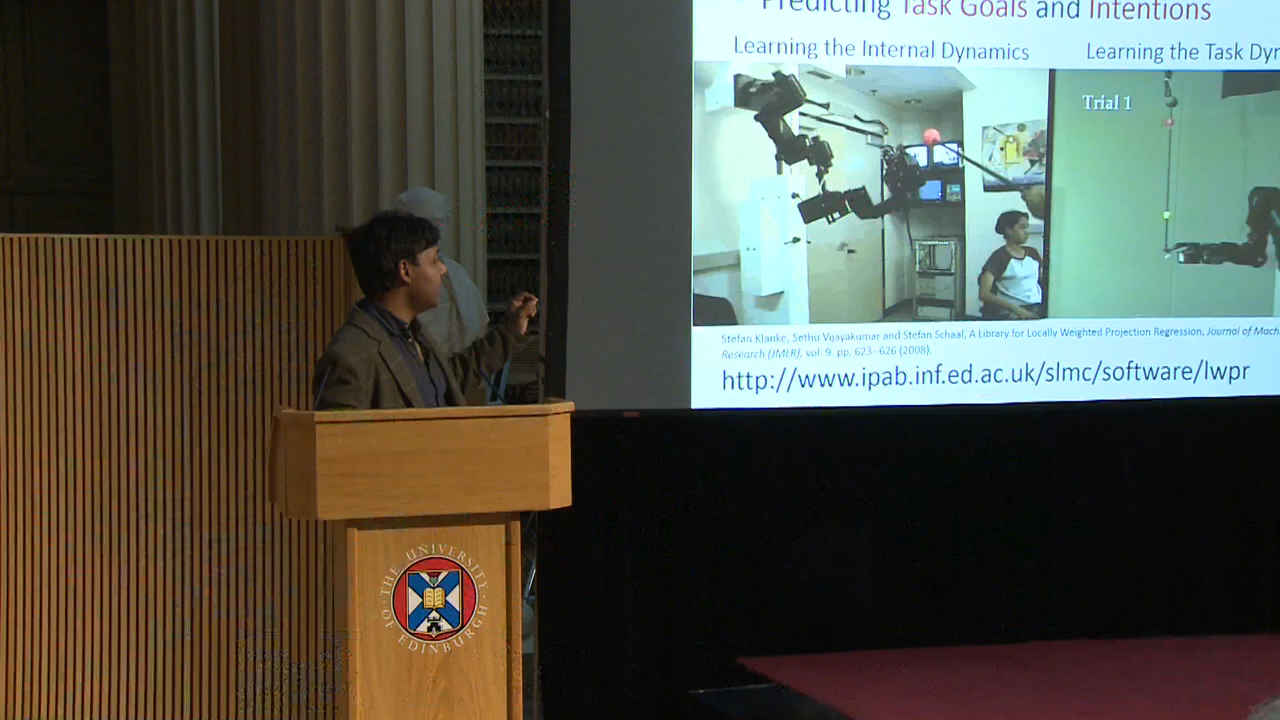 Predicting Task Goals and Intentions
Learning the Internal Dynamics
Learning the Task Dyn
Trial 1
Stefan Klanke, Sethu Vijayakumar and Stefan Schaal, A Library for Locally Weighted Projection Regression, Journal of Mach
Research (JMLR), vol. 9. pp. 623--626 (2008).
http://www.ipab.inf.ed.ac.uk/slmc/software/lwpr
THE UNIVERSITY OF EDINBURGH